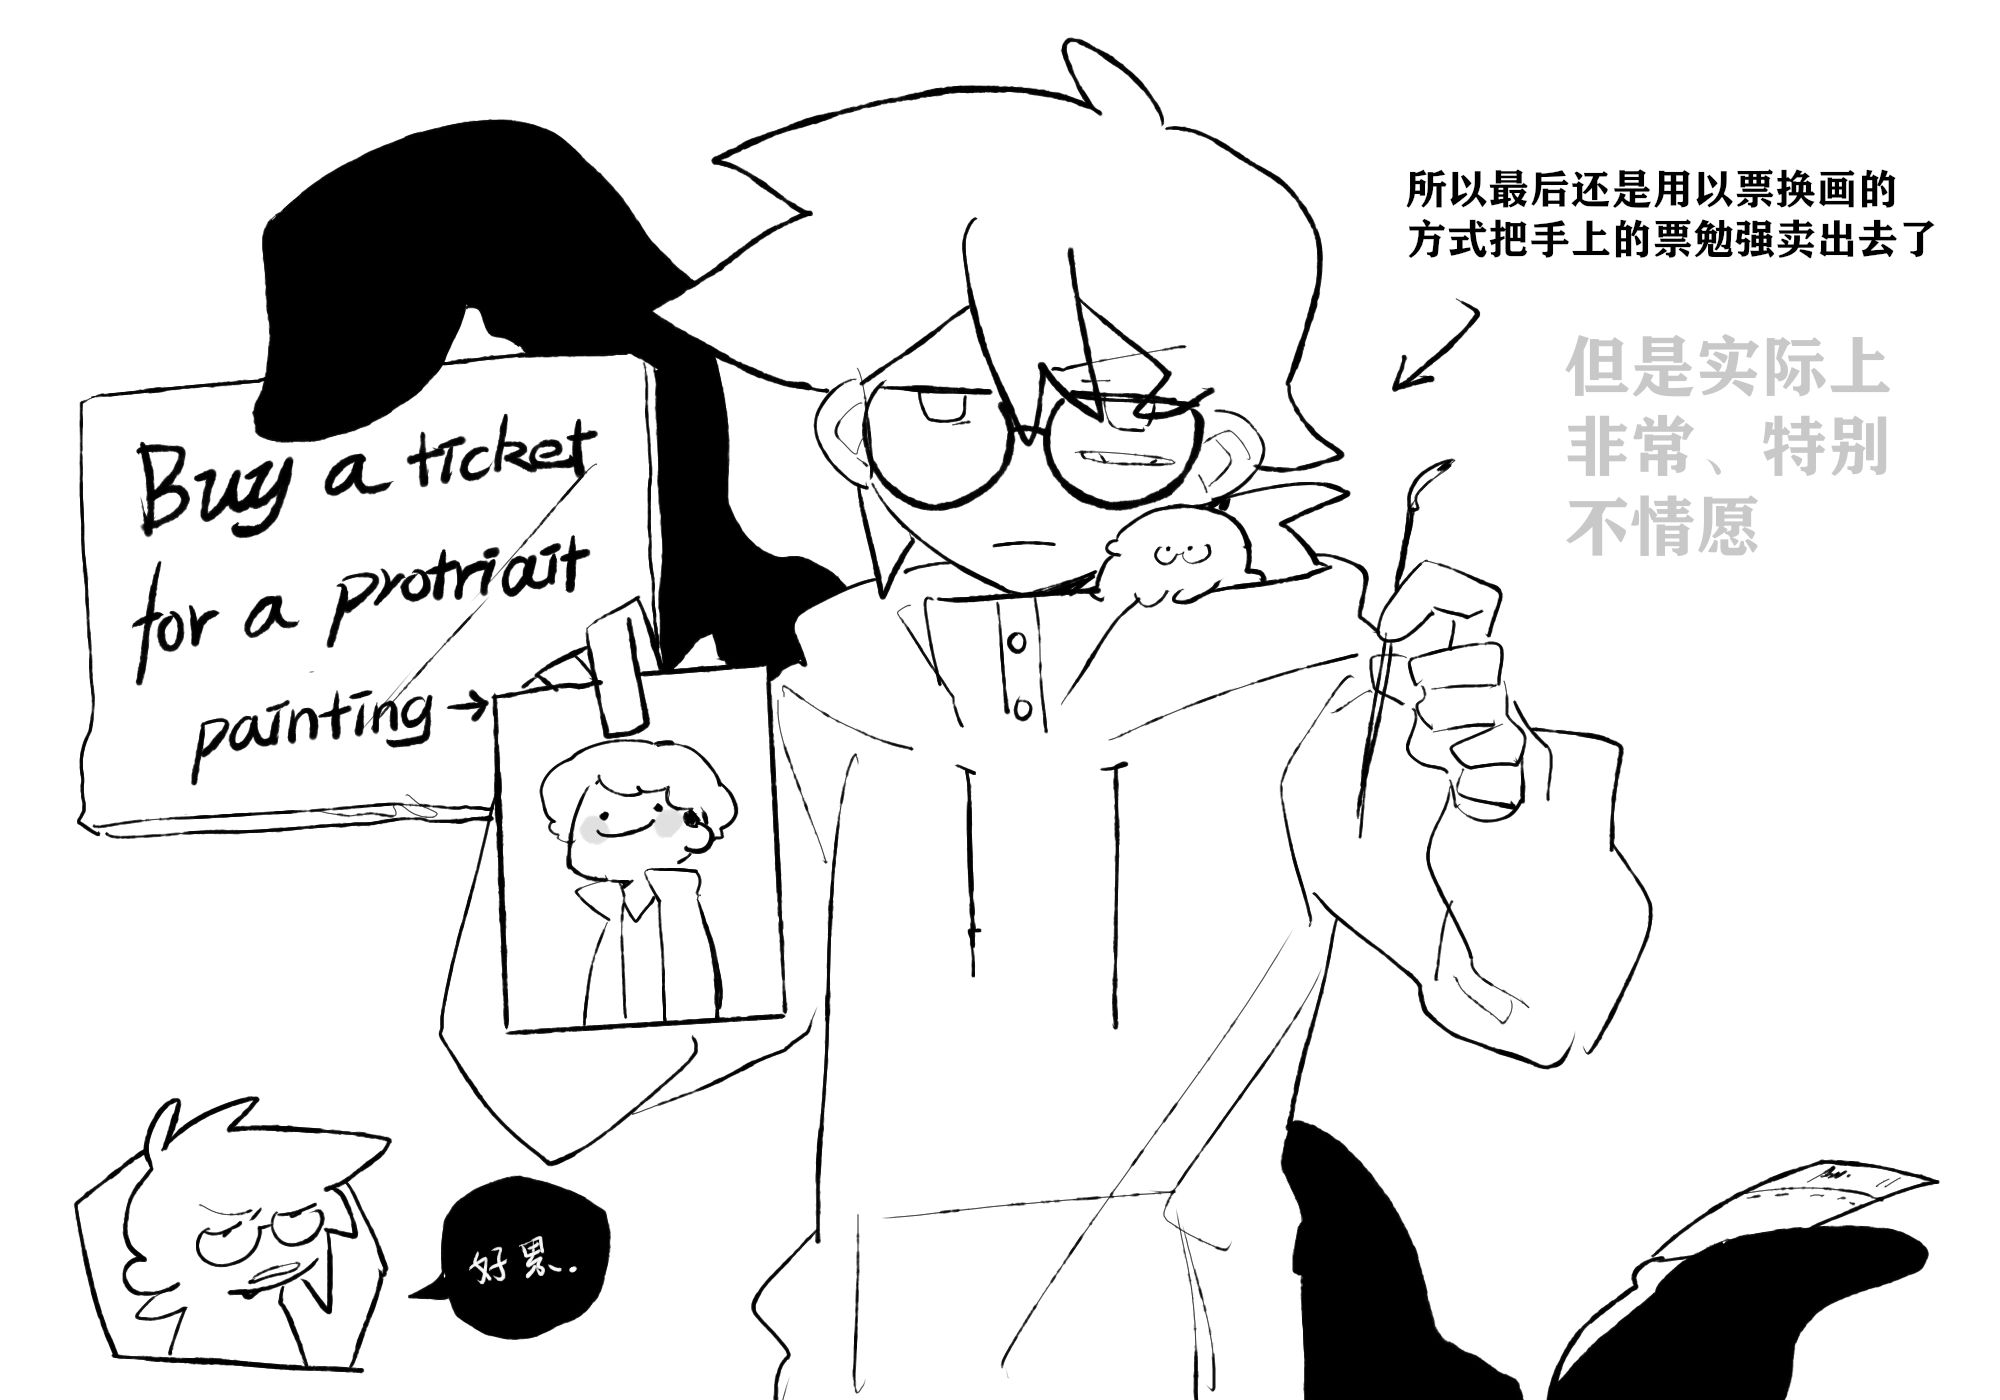 Buy a ticket
for a protriait
painting →
所以最后还是用以票换画的
方式把手上的票勉强卖出去了
但是实际上
非常、特别
不情愿
好累.